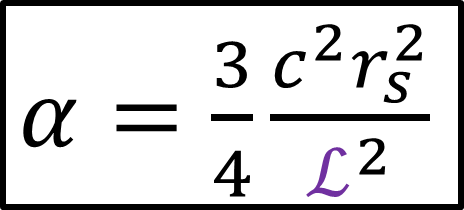 α = 3/4 c²r_s²/ℒ²